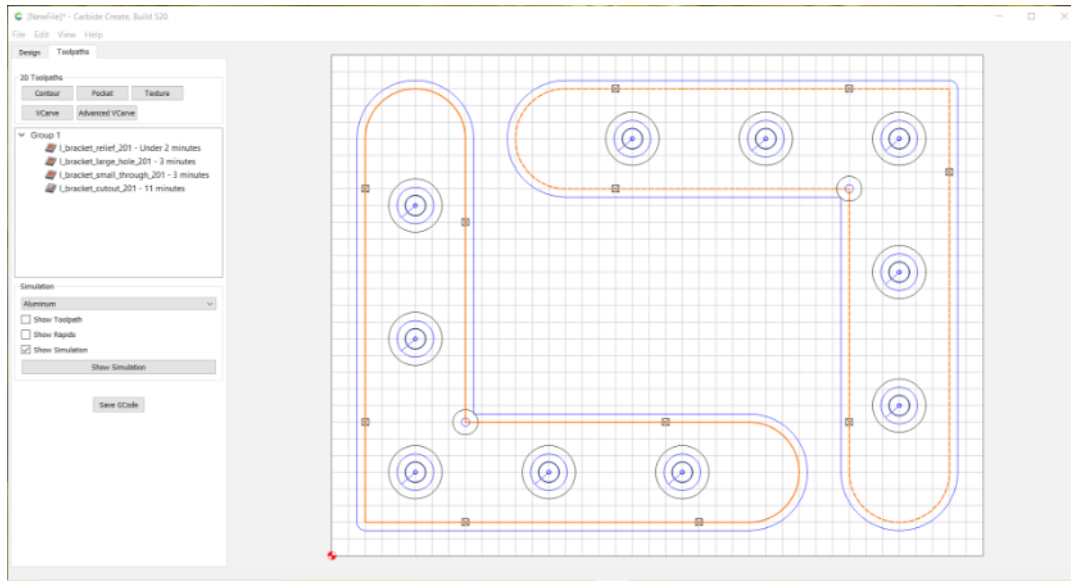 [NewFile]* - Carbide Create, Build 520
File Edit View Help
Design Toolpaths
2D Toolpaths
Contour Pocket Texture
VCarve Advanced VCarve
Group 1
l_bracket_relief_201 - Under 2 minutes
l_bracket_large_hole_201 - 3 minutes
l_bracket_small_through_201 - 3 minutes
l_bracket_cutout_201 - 11 minutes
Simulation
Aluminum
Show Toolpath
Show Rapids
Show Simulation
Show Simulation
Save GCode